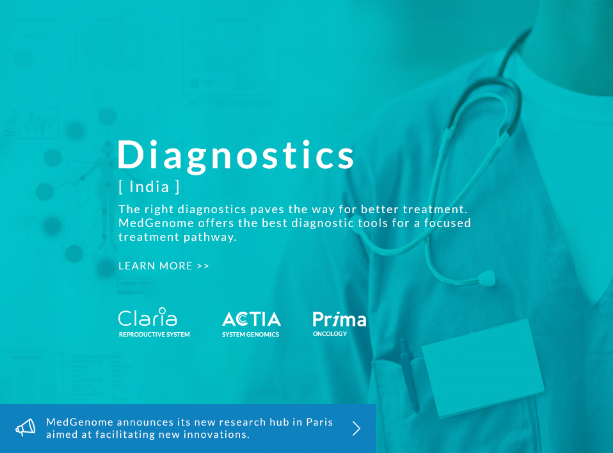 Diagnostics
[ India ]
The right diagnostics paves the way for better treatment.
MedGenome offers the best diagnostic tools for a focused
treatment pathway.
LEARN MORE >>
Claria
REPRODUCTIVE SYSTEM
ACTIA
SYSTEM GENOMICS
Prima
ONCOLOGY
MedGenome announces its new research hub in Paris
aimed at facilitating new innovations.